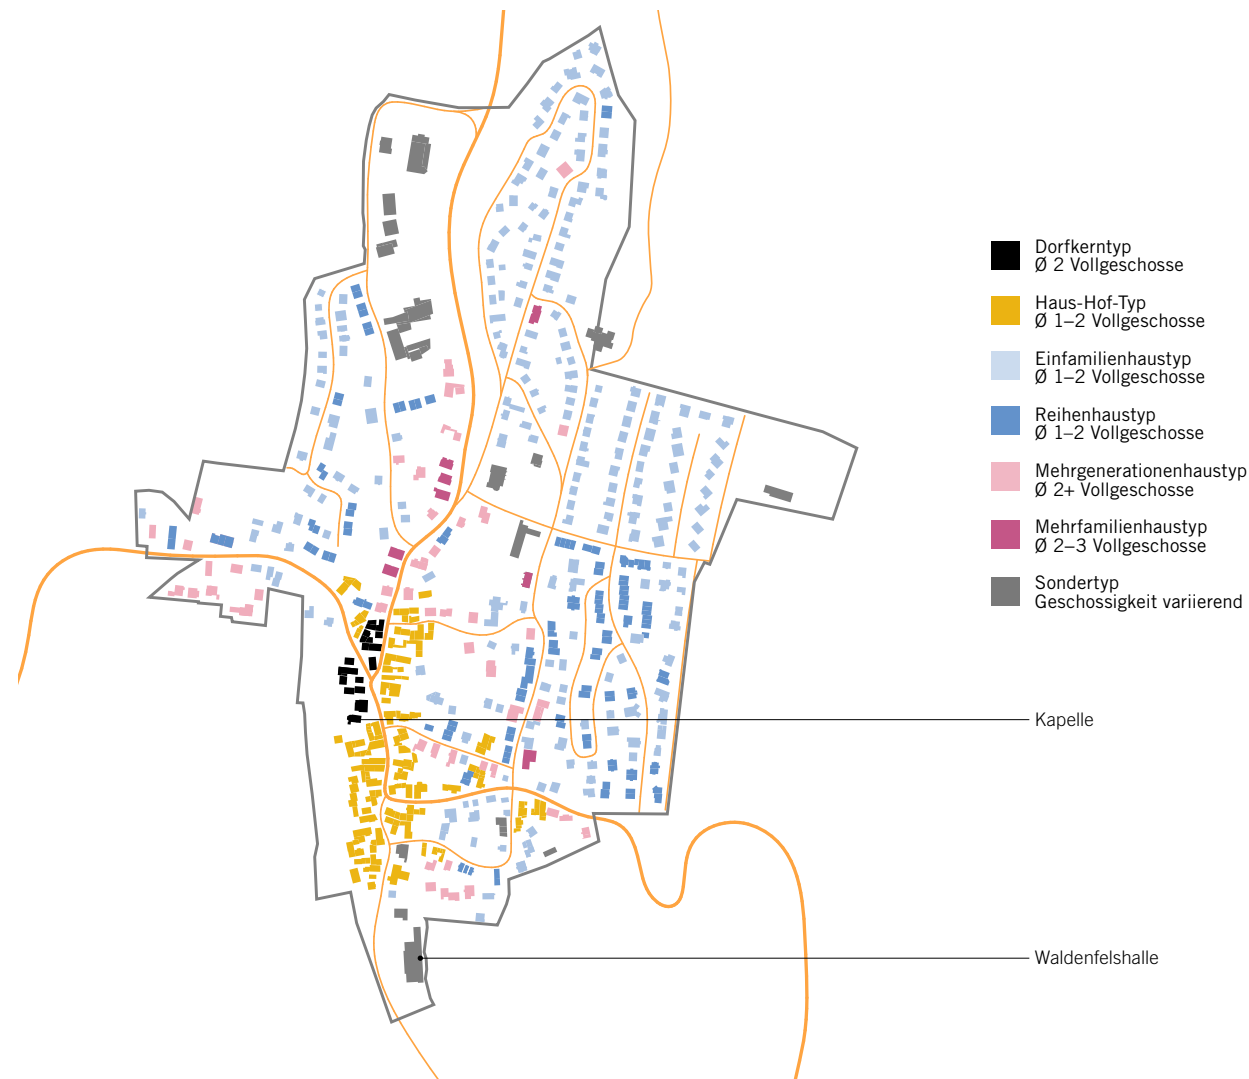 Dorfkerntyp
Ø 2 Vollgeschosse
Haus-Hof-Typ
Ø 1–2 Vollgeschosse
Einfamilienhaustyp
Ø 1–2 Vollgeschosse
Reihenhaustyp
Ø 1–2 Vollgeschosse
Mehrgenerationenhaustyp
Ø 2+ Vollgeschosse
Mehrfamilienhaustyp
Ø 2–3 Vollgeschosse
Sondertyp
Geschossigkeit variierend
Kapelle
Waldenfelshalle